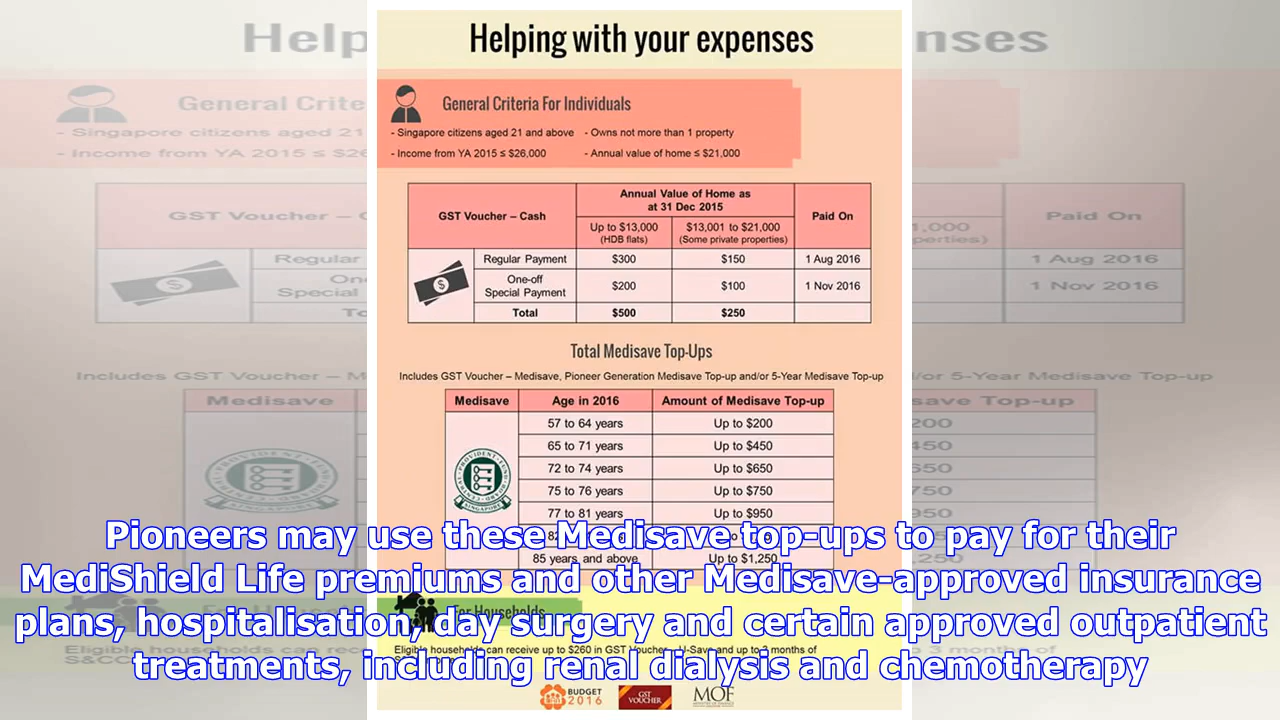 Helping with your expenses
General Criteria For Individuals
- Singapore citizens aged 21 and above - Owns not more than 1 property
- Income from YA 2015 ≤ $26,000 - Annual value of home ≤ $21,000
GST Voucher – Cash
Annual Value of Home as
at 31 Dec 2015
Paid On
Up to $13,000
(HDB flats)
$13,001 to $21,000
(Some private properties)
Regular Payment $300 $150 1 Aug 2016
One-off
Special Payment $200 $100 1 Nov 2016
Total $500 $250
Total Medisave Top-Ups
Includes GST Voucher – Medisave, Pioneer Generation Medisave Top-up and/or 5-Year Medisave Top-up
Medisave Age in 2016 Amount of Medisave Top-up
57 to 64 years Up to $200
65 to 71 years Up to $450
72 to 74 years Up to $650
75 to 76 years Up to $750
77 to 81 years Up to $950
85 years and above Up to $1,250
Pioneers may use these Medisave top-ups to pay for their
MediShield Life premiums and other Medisave-approved insurance
plans, hospitalisation, day surgery and certain approved outpatient
treatments, including renal dialysis and chemotherapy
For Households
Eligible households can receive up to $260 in GST Voucher – U-Save and up to 3 months of
BUDGET
2016
GST
VOUCHER
MOF